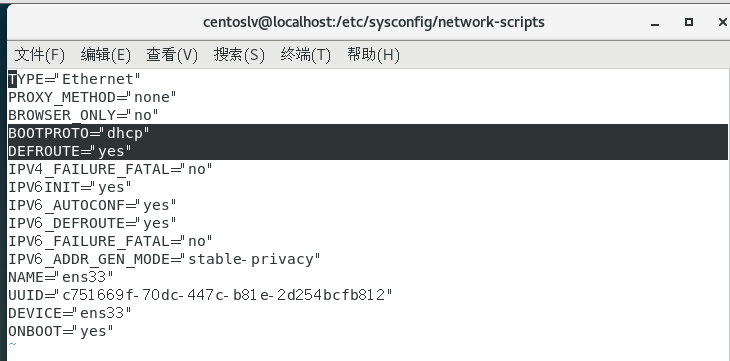 centoslv@localhost:/etc/sysconfig/network-scripts
文件(F) 编辑(E) 查看(V) 搜索(S) 终端(T) 帮助(H)
TYPE="Ethernet"
PROXY_METHOD="none"
BROWSER_ONLY="no"
BOOTPROTO="dhcp"
DEFROUTE="yes"
IPV4_FAILURE_FATAL="no"
IPV6INIT="yes"
IPV6_AUTOCONF="yes"
IPV6_DEFROUTE="yes"
IPV6_FAILURE_FATAL="no"
IPV6_ADDR_GEN_MODE="stable-privacy"
NAME="ens33"
UUID="c751669f-70dc-447c-b81e-2d254bcfb812"
DEVICE="ens33"
ONBOOT="yes"
~